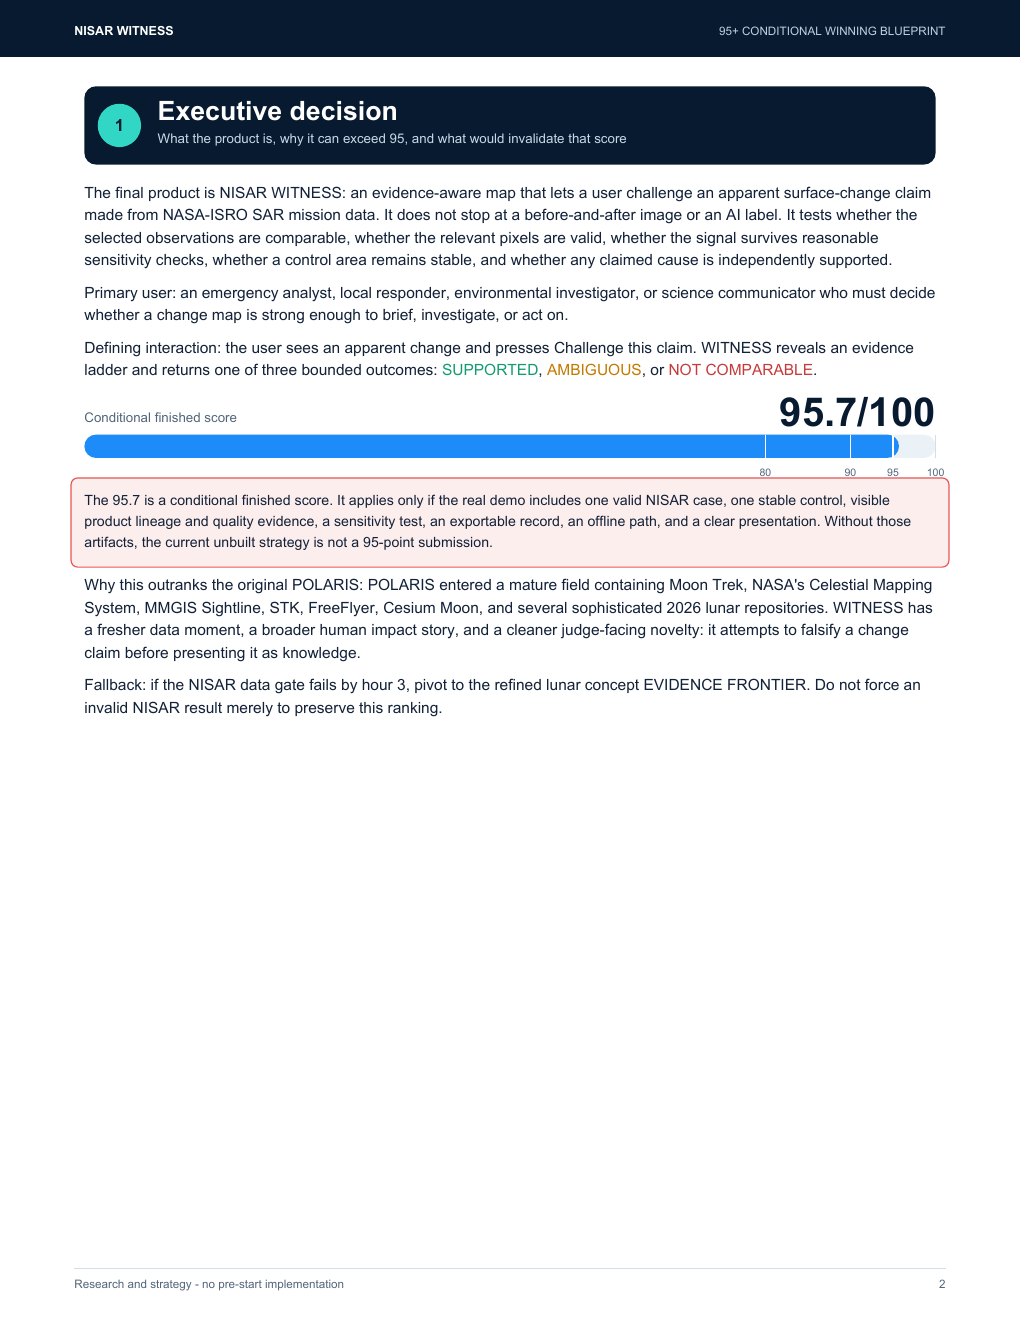 NISAR WITNESS
95+ CONDITIONAL WINNING BLUEPRINT
1
Executive decision
What the product is, why it can exceed 95, and what would invalidate that score
The final product is NISAR WITNESS: an evidence-aware map that lets a user challenge an apparent surface-change claim
made from NASA-ISRO SAR mission data. It does not stop at a before-and-after image or an AI label. It tests whether the
selected observations are comparable, whether the relevant pixels are valid, whether the signal survives reasonable
sensitivity checks, whether a control area remains stable, and whether any claimed cause is independently supported.
Primary user: an emergency analyst, local responder, environmental investigator, or science communicator who must decide
whether a change map is strong enough to brief, investigate, or act on.
Defining interaction: the user sees an apparent change and presses Challenge this claim. WITNESS reveals an evidence
ladder and returns one of three bounded outcomes: SUPPORTED, AMBIGUOUS, or NOT COMPARABLE.
Conditional finished score
95.7/100
80 90 95 100
The 95.7 is a conditional finished score. It applies only if the real demo includes one valid NISAR case, one stable control, visible
product lineage and quality evidence, a sensitivity test, an exportable record, an offline path, and a clear presentation. Without those
artifacts, the current unbuilt strategy is not a 95-point submission.
Why this outranks the original POLARIS: POLARIS entered a mature field containing Moon Trek, NASA's Celestial Mapping
System, MMGIS Sightline, STK, FreeFlyer, Cesium Moon, and several sophisticated 2026 lunar repositories. WITNESS has
a fresher data moment, a broader human impact story, and a cleaner judge-facing novelty: it attempts to falsify a change
claim before presenting it as knowledge.
Fallback: if the NISAR data gate fails by hour 3, pivot to the refined lunar concept EVIDENCE FRONTIER. Do not force an
invalid NISAR result merely to preserve this ranking.
Research and strategy - no pre-start implementation
2